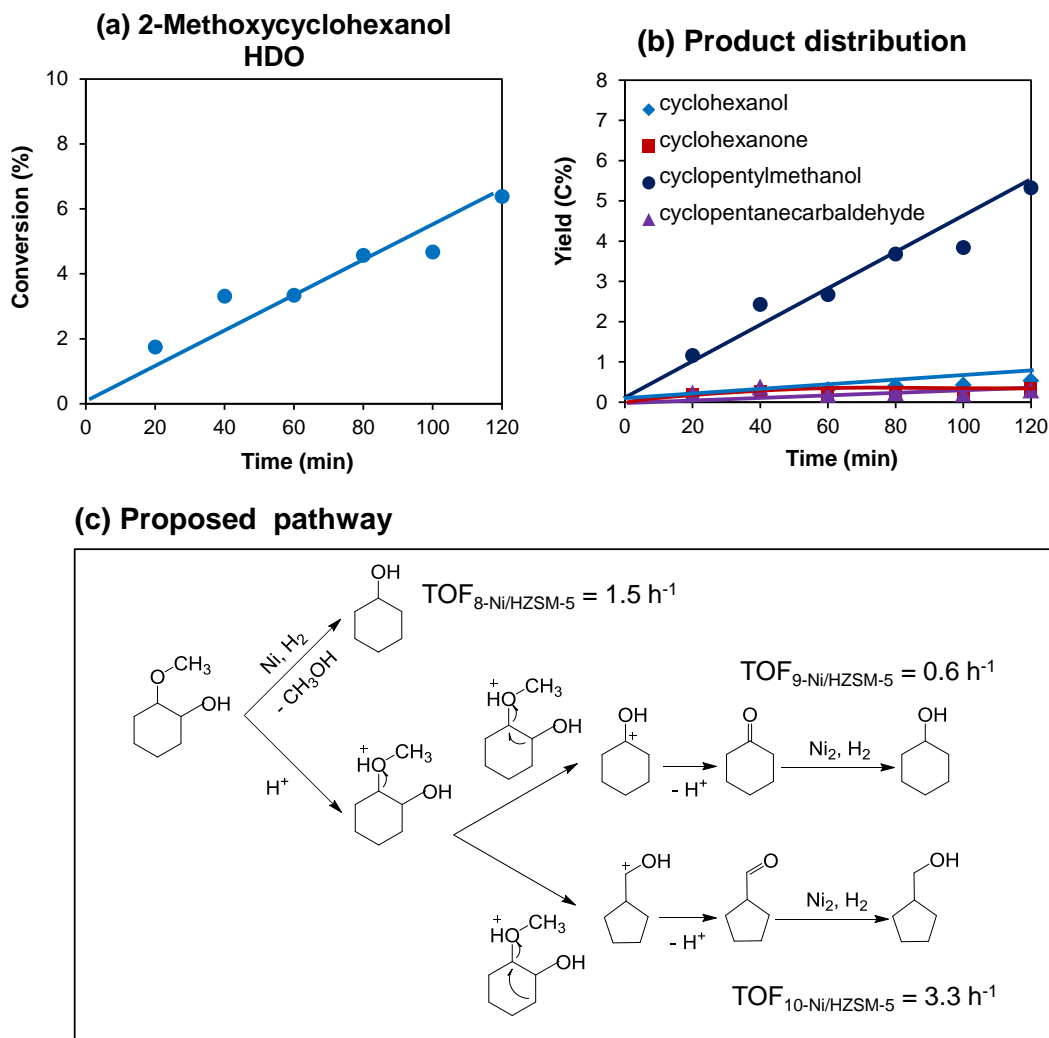 (a) 2-Methoxycyclohexanol
HDO
Conversion (%)
10
8
6
4
2
0
0 20 40 60 80 100 120
Time (min)
(b) Product distribution
Yield (C%)
8
7
6
5
4
3
2
1
0
cyclohexanol
cyclohexanone
cyclopentylmethanol
cyclopentanecarbaldehyde
0 20 40 60 80 100 120
Time (min)
(c) Proposed pathway
OH
TOF8-Ni/HZSM-5 = 1.5 h-1
Ni, H2
- CH3OH
O CH3
OH
H+
+
HO CH3
OH
+
HO CH3
OH
TOF9-Ni/HZSM-5 = 0.6 h-1
OH
+
- H+
O
Ni2, H2
OH
+
HO CH3
OH
+ OH
- H+
O
Ni2, H2
OH
TOF10-Ni/HZSM-5 = 3.3 h-1